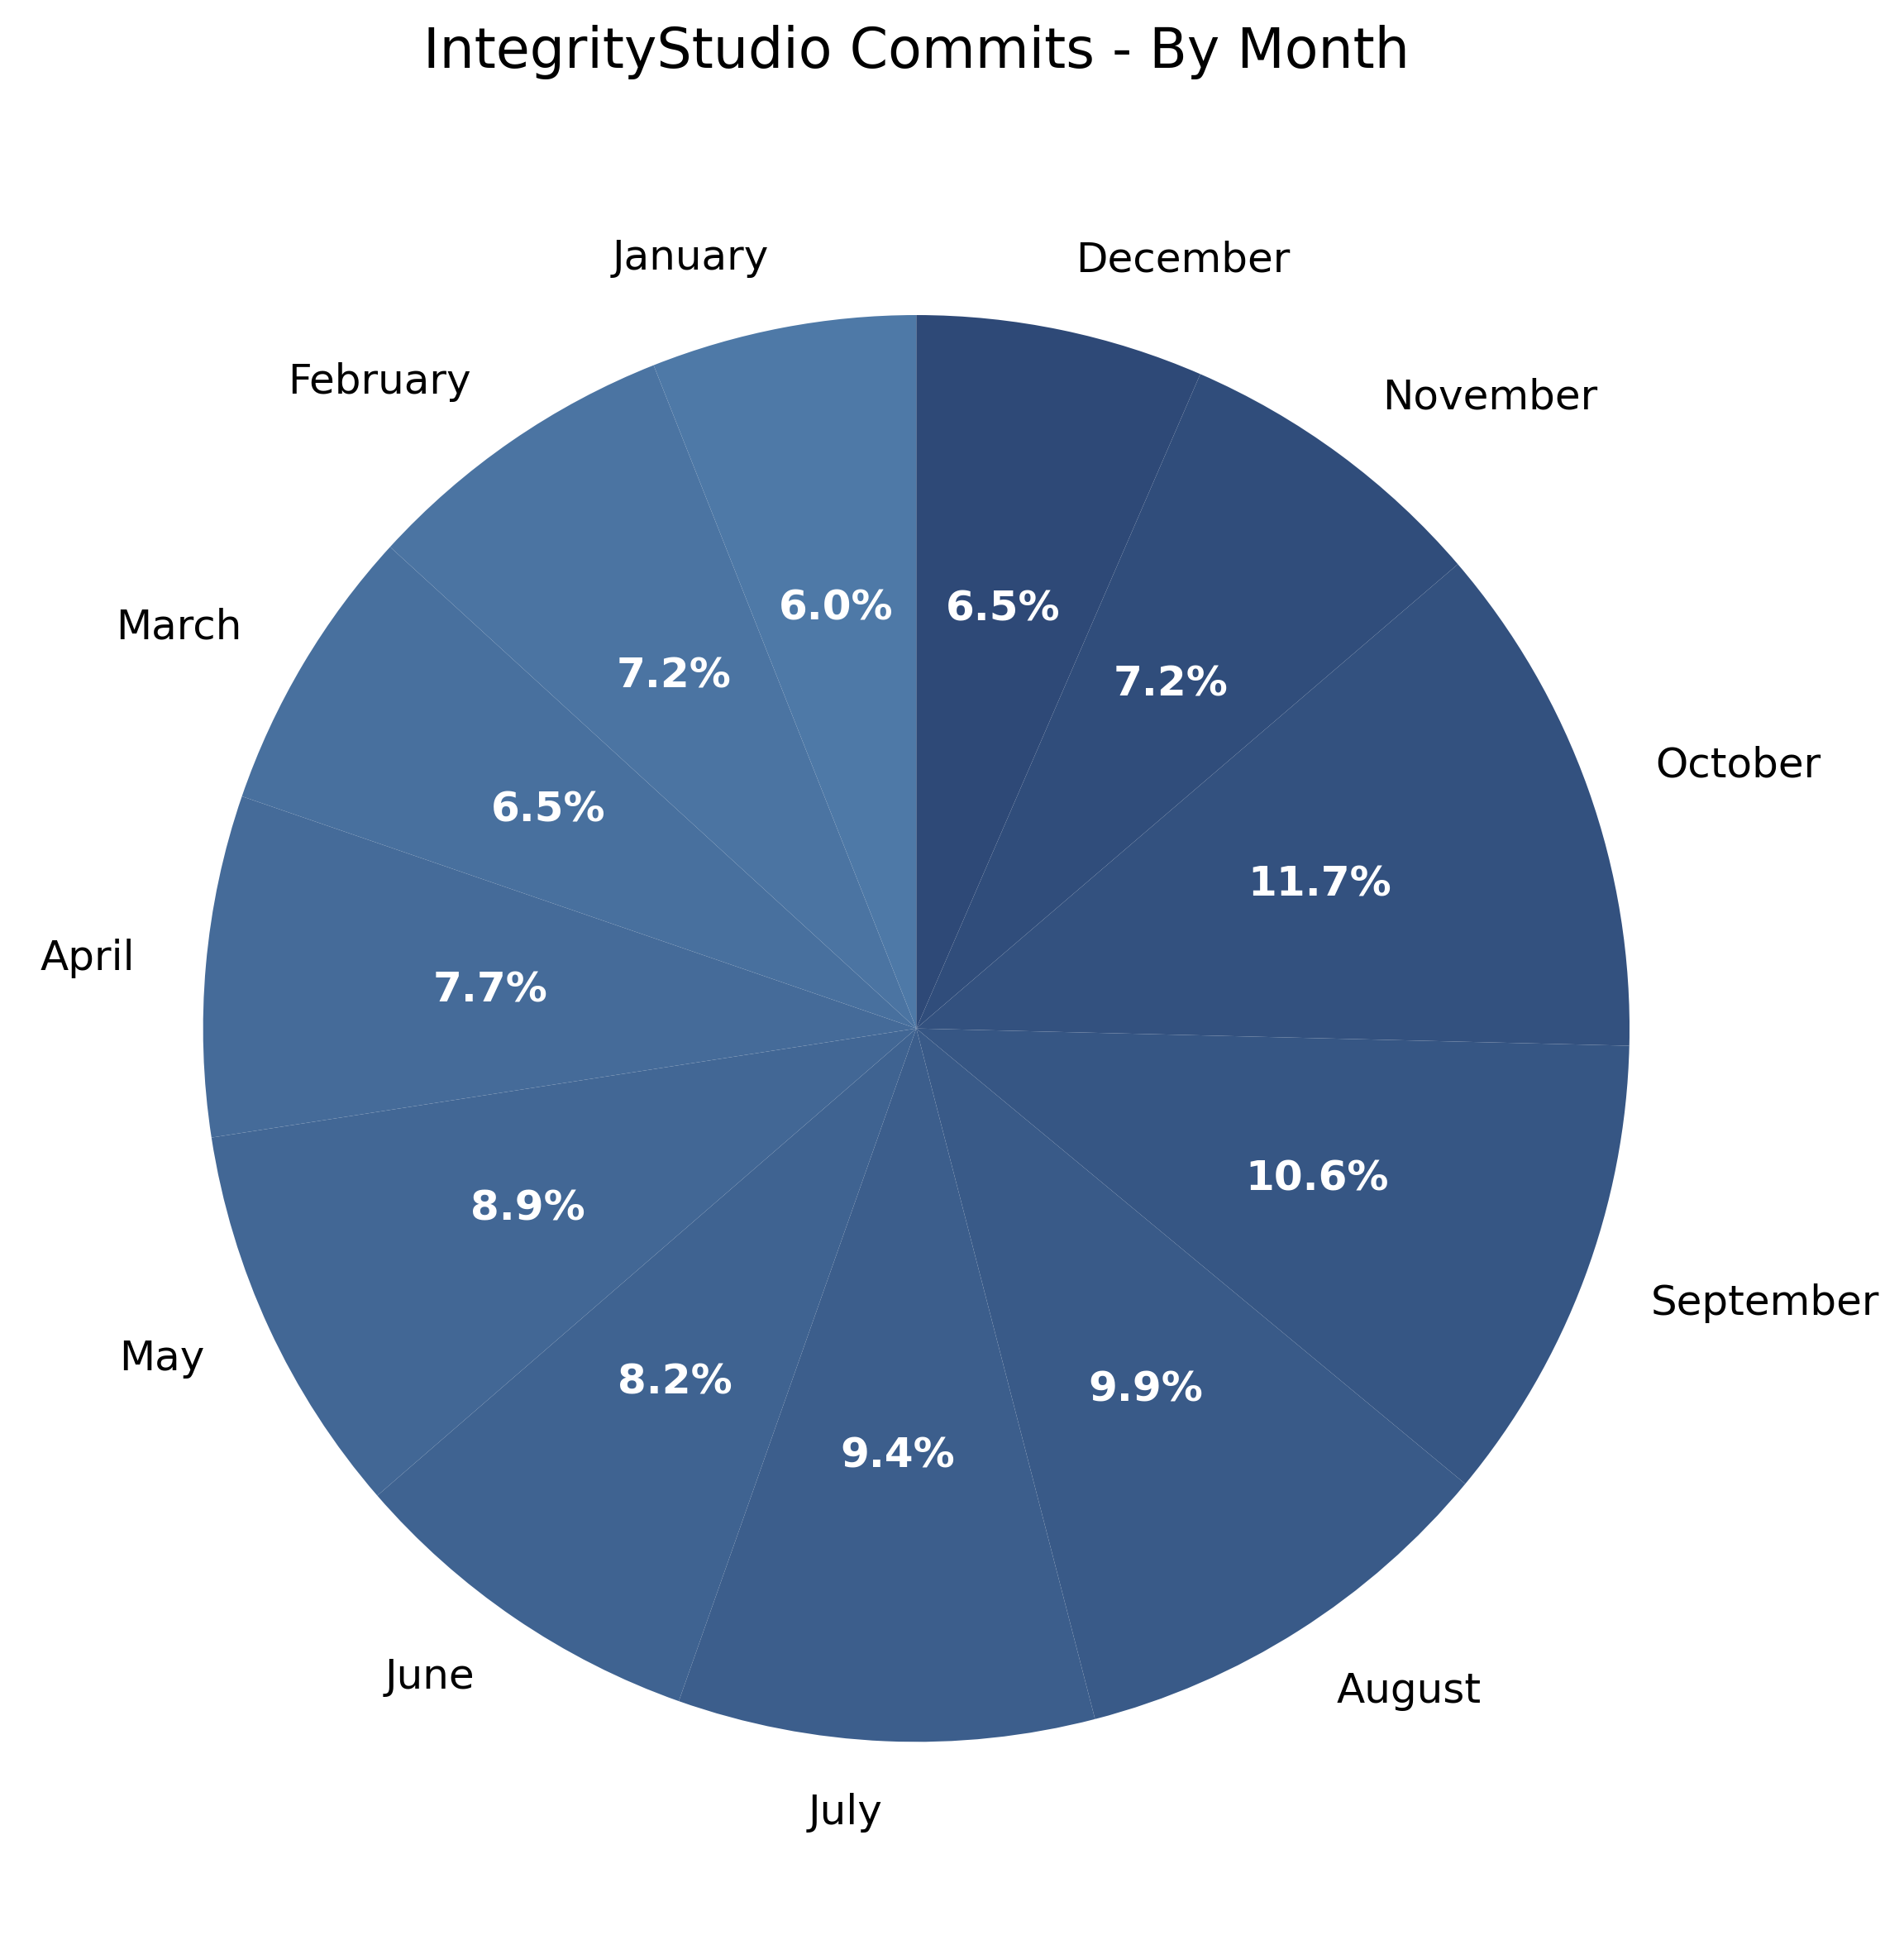 IntegrityStudio Commits - By Month
January
December
February
November
March
October
April
September
May
August
June
July
6.0%
6.5%
7.2%
7.2%
6.5%
11.7%
7.7%
10.6%
8.9%
9.9%
8.2%
9.4%